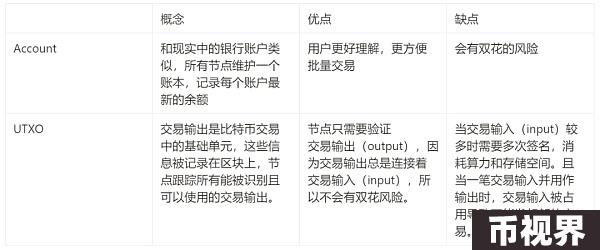 概念 优点 缺点
Account 和现实中的银行账户类 用户更好理解，更方便 会有双花的风险
似，所有节点维护一个 批量交易
账本，记录每个账户最
新的余额
UTXO 交易输出是比特币交易 节点只需要验证 当交易输入（input）较
中的基础单元，这些信 交易输出（output），因 多时需要多次签名，消
息被记录在区块上，节 为交易输出总是连接着 耗算力和存储空间。且
点跟踪所有能被识别且 交易输入（input），所 当一笔交易输入并用作
可以使用的交易输出。 以不会有双花风险。 输出时，交易输入被占
用
易。
币视界